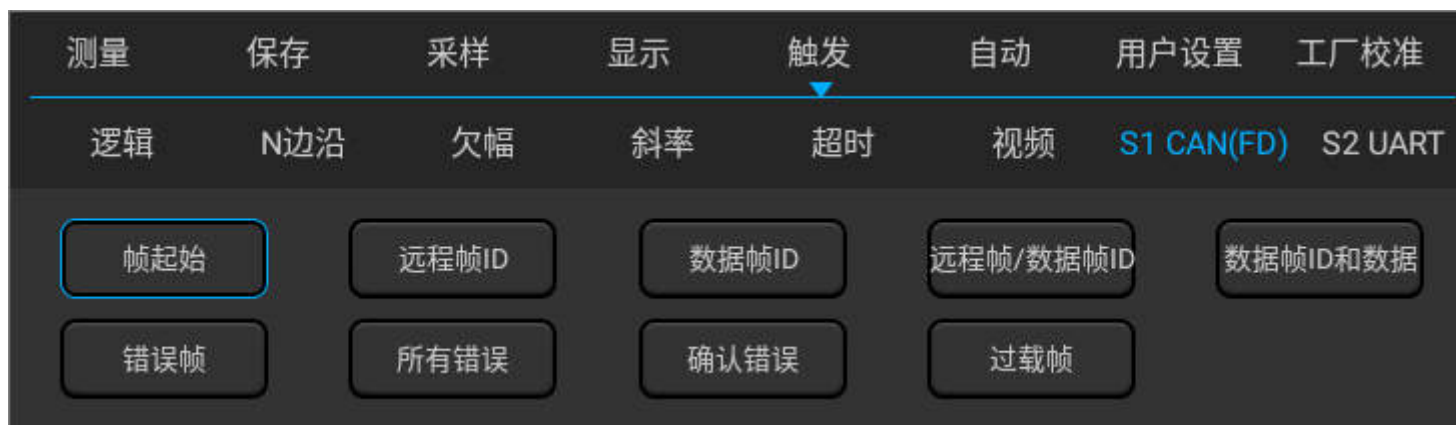 测量 保存 采样 显示 触发 自动 用户设置 工厂校准
逻辑 N边沿 欠幅 斜率 超时 视频 S1 CAN(FD) S2 UART
帧起始 远程帧ID 数据帧ID 远程帧/数据帧ID 数据帧ID和数据
错误帧 所有错误 确认错误 过载帧